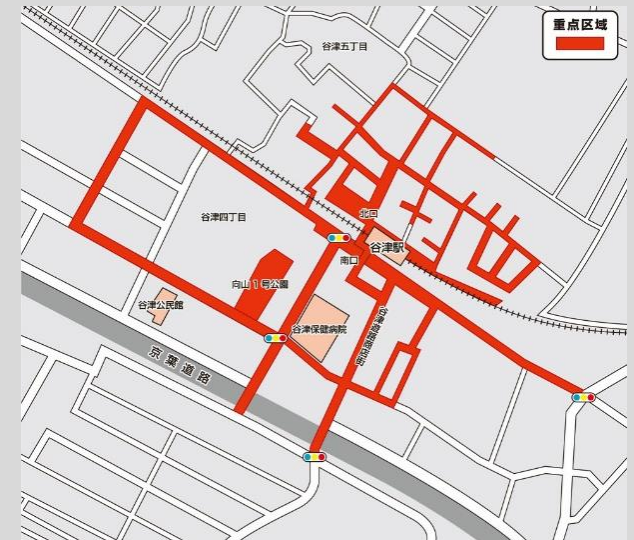 重点区域
谷津五丁目
北口
谷津四丁目
谷津駅
南口
向山1号公園
谷津公民館
谷津保健病院
谷津遊路商店街
京葉道路